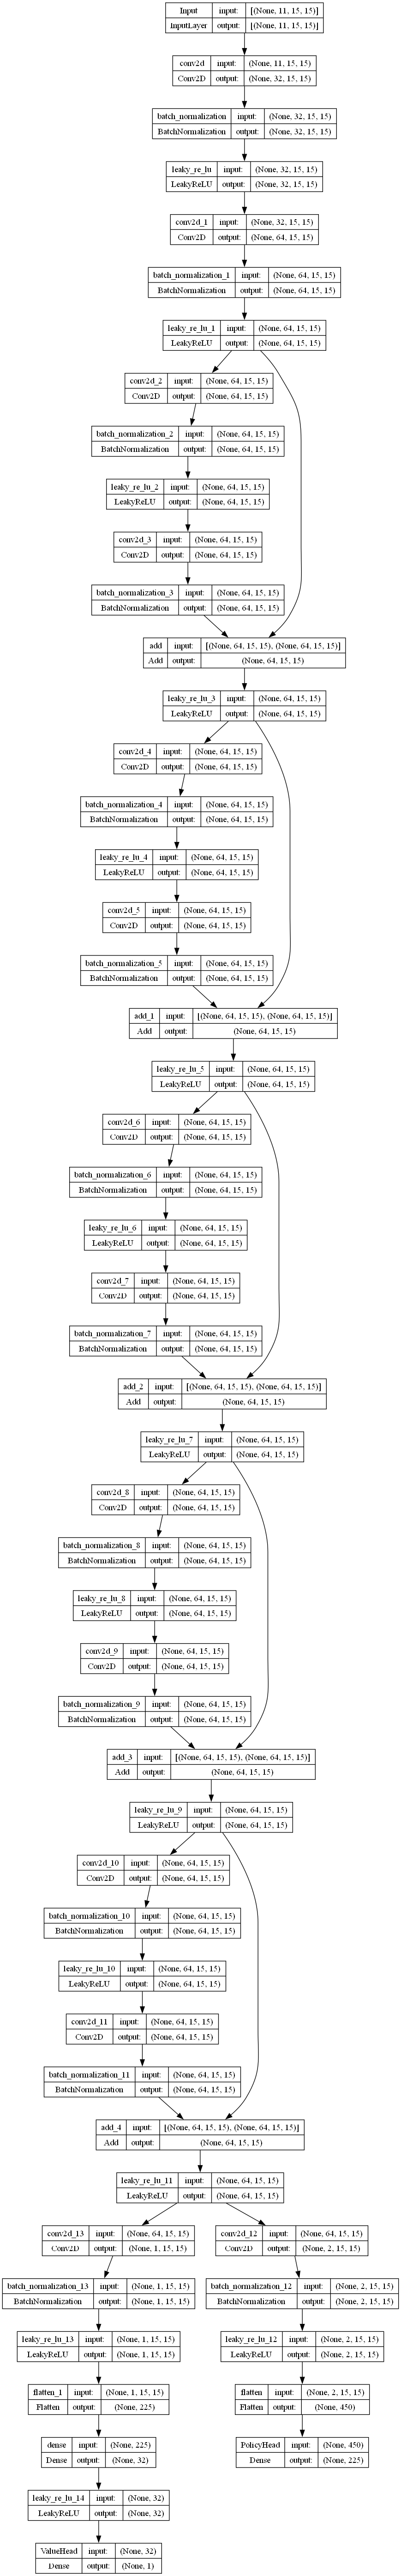 Input input: [(None, 11, 15, 15)]
InputLayer output: [(None, 11, 15, 15)]
conv2d input: (None, 11, 15, 15)
Conv2D output: (None, 32, 15, 15)
batch_normalization input: (None, 32, 15, 15)
BatchNormalization output: (None, 32, 15, 15)
leaky_re_lu input: (None, 32, 15, 15)
LeakyReLU output: (None, 32, 15, 15)
conv2d_1 input: (None, 32, 15, 15)
Conv2D output: (None, 64, 15, 15)
batch_normalization_1 input: (None, 64, 15, 15)
BatchNormalization output: (None, 64, 15, 15)
leaky_re_lu_1 input: (None, 64, 15, 15)
LeakyReLU output: (None, 64, 15, 15)
conv2d_2 input: (None, 64, 15, 15)
Conv2D output: (None, 64, 15, 15)
batch_normalization_2 input: (None, 64, 15, 15)
BatchNormalization output: (None, 64, 15, 15)
leaky_re_lu_2 input: (None, 64, 15, 15)
LeakyReLU output: (None, 64, 15, 15)
conv2d_3 input: (None, 64, 15, 15)
Conv2D output: (None, 64, 15, 15)
batch_normalization_3 input: (None, 64, 15, 15)
BatchNormalization output: (None, 64, 15, 15)
add input: [(None, 64, 15, 15), (None, 64, 15, 15)]
Add output: (None, 64, 15, 15)
leaky_re_lu_3 input: (None, 64, 15, 15)
LeakyReLU output: (None, 64, 15, 15)
conv2d_4 input: (None, 64, 15, 15)
Conv2D output: (None, 64, 15, 15)
batch_normalization_4 input: (None, 64, 15, 15)
BatchNormalization output: (None, 64, 15, 15)
leaky_re_lu_4 input: (None, 64, 15, 15)
LeakyReLU output: (None, 64, 15, 15)
conv2d_5 input: (None, 64, 15, 15)
Conv2D output: (None, 64, 15, 15)
batch_normalization_5 input: (None, 64, 15, 15)
BatchNormalization output: (None, 64, 15, 15)
add_1 input: [(None, 64, 15, 15), (None, 64, 15, 15)]
Add output: (None, 64, 15, 15)
leaky_re_lu_5 input: (None, 64, 15, 15)
LeakyReLU output: (None, 64, 15, 15)
conv2d_6 input: (None, 64, 15, 15)
Conv2D output: (None, 64, 15, 15)
batch_normalization_6 input: (None, 64, 15, 15)
BatchNormalization output: (None, 64, 15, 15)
leaky_re_lu_6 input: (None, 64, 15, 15)
LeakyReLU output: (None, 64, 15, 15)
conv2d_7 input: (None, 64, 15, 15)
Conv2D output: (None, 64, 15, 15)
batch_normalization_7 input: (None, 64, 15, 15)
BatchNormalization output: (None, 64, 15, 15)
add_2 input: [(None, 64, 15, 15), (None, 64, 15, 15)]
Add output: (None, 64, 15, 15)
leaky_re_lu_7 input: (None, 64, 15, 15)
LeakyReLU output: (None, 64, 15, 15)
conv2d_8 input: (None, 64, 15, 15)
Conv2D output: (None, 64, 15, 15)
batch_normalization_8 input: (None, 64, 15, 15)
BatchNormalization output: (None, 64, 15, 15)
leaky_re_lu_8 input: (None, 64, 15, 15)
LeakyReLU output: (None, 64, 15, 15)
conv2d_9 input: (None, 64, 15, 15)
Conv2D output: (None, 64, 15, 15)
batch_normalization_9 input: (None, 64, 15, 15)
BatchNormalization output: (None, 64, 15, 15)
add_3 input: [(None, 64, 15, 15), (None, 64, 15, 15)]
Add output: (None, 64, 15, 15)
leaky_re_lu_9 input: (None, 64, 15, 15)
LeakyReLU output: (None, 64, 15, 15)
conv2d_10 input: (None, 64, 15, 15)
Conv2D output: (None, 64, 15, 15)
batch_normalization_10 input: (None, 64, 15, 15)
BatchNormalization output: (None, 64, 15, 15)
leaky_re_lu_10 input: (None, 64, 15, 15)
LeakyReLU output: (None, 64, 15, 15)
conv2d_11 input: (None, 64, 15, 15)
Conv2D output: (None, 64, 15, 15)
batch_normalization_11 input: (None, 64, 15, 15)
BatchNormalization output: (None, 64, 15, 15)
add_4 input: [(None, 64, 15, 15), (None, 64, 15, 15)]
Add output: (None, 64, 15, 15)
leaky_re_lu_11 input: (None, 64, 15, 15)
LeakyReLU output: (None, 64, 15, 15)
conv2d_13 input: (None, 64, 15, 15) conv2d_12 input: (None, 64, 15, 15)
Conv2D output: (None, 1, 15, 15) Conv2D output: (None, 2, 15, 15)
batch_normalization_13 input: (None, 1, 15, 15) batch_normalization_12 input: (None, 2, 15, 15)
BatchNormalization output: (None, 1, 15, 15) BatchNormalization output: (None, 2, 15, 15)
leaky_re_lu_13 input: (None, 1, 15, 15) leaky_re_lu_12 input: (None, 2, 15, 15)
LeakyReLU output: (None, 1, 15, 15) LeakyReLU output: (None, 2, 15, 15)
flatten_1 input: (None, 1, 15, 15) flatten input: (None, 2, 15, 15)
Flatten output: (None, 225) Flatten output: (None, 450)
dense input: (None, 225) PolicyHead input: (None, 450)
Dense output: (None, 32) Dense output: (None, 225)
leaky_re_lu_14 input: (None, 32)
LeakyReLU output: (None, 32)
ValueHead input: (None, 32)
Dense output: (None, 1)